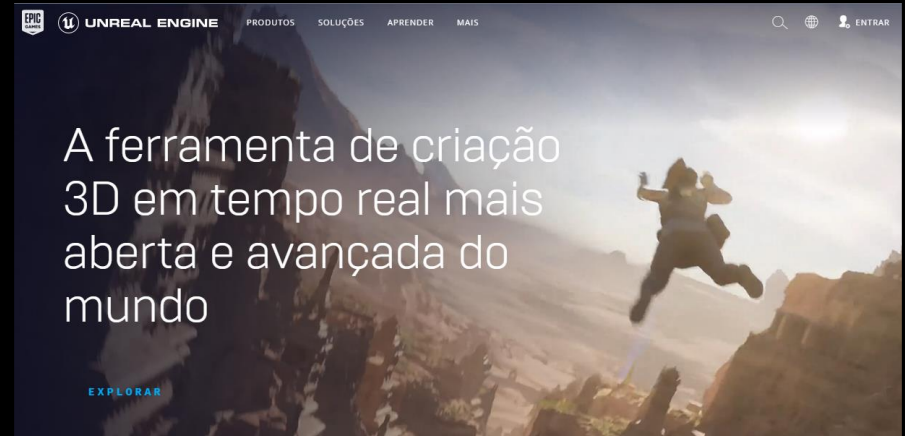 EPIC GAMES
UNREAL ENGINE
PRODUTOS SOLUÇÕES APRENDER MAIS
ENTRAR
A ferramenta de criação
3D em tempo real mais
aberta e avançada do
mundo
EXPLORAR